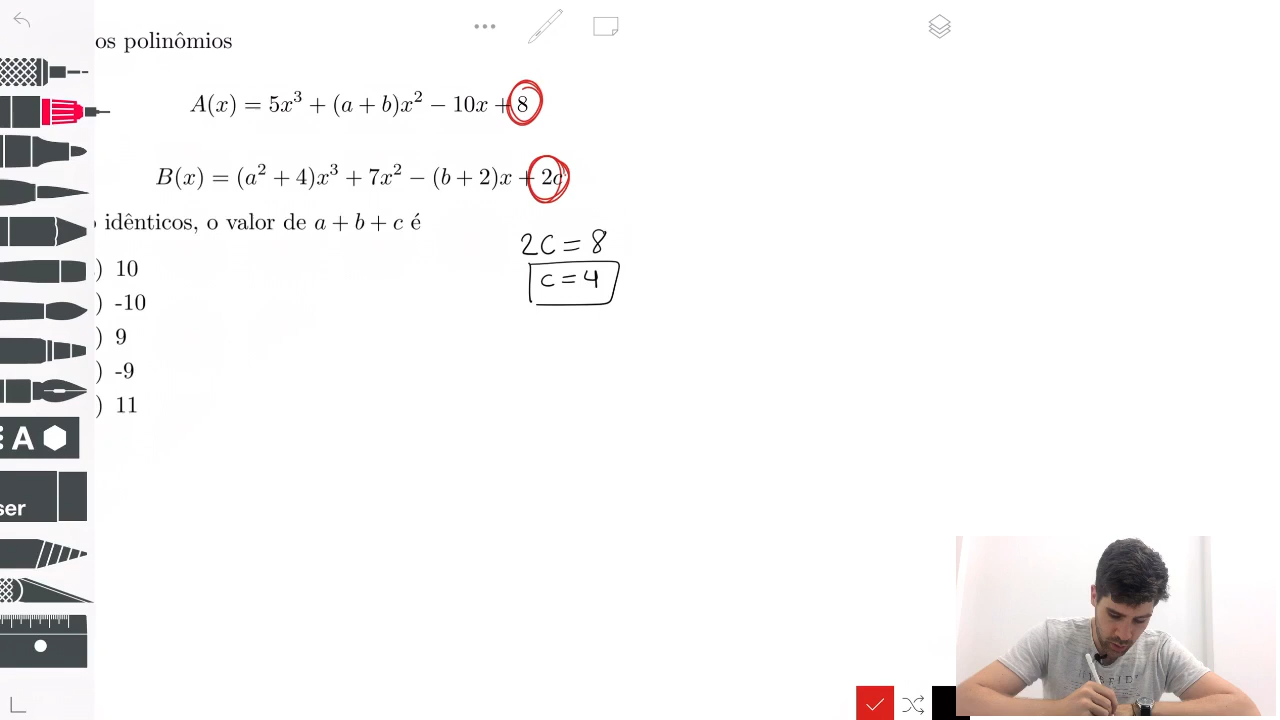 os polinômios
A(x) = 5x³ + (a + b)x² − 10x + 8
B(x) = (a² + 4)x³ + 7x² − (b + 2)x + 2c
idênticos, o valor de a + b + c é
2C = 8
c = 4
) 10
) -10
) 9
) -9
) 11
A
ser